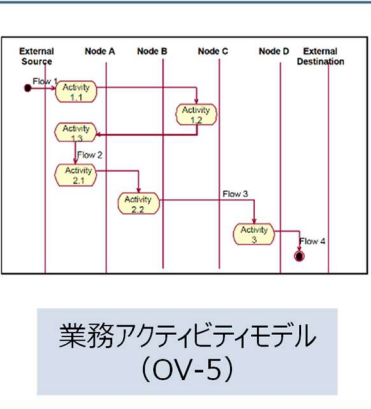 External Source
Node A
Node B
Node C
Node D
External Destination
Flow 1
Activity 1.1
Activity 1.2
Activity 1.3
Flow 2
Activity 2.1
Activity 2.2
Flow 3
Activity 3
Flow 4
業務アクティビティモデル
（OV-5）